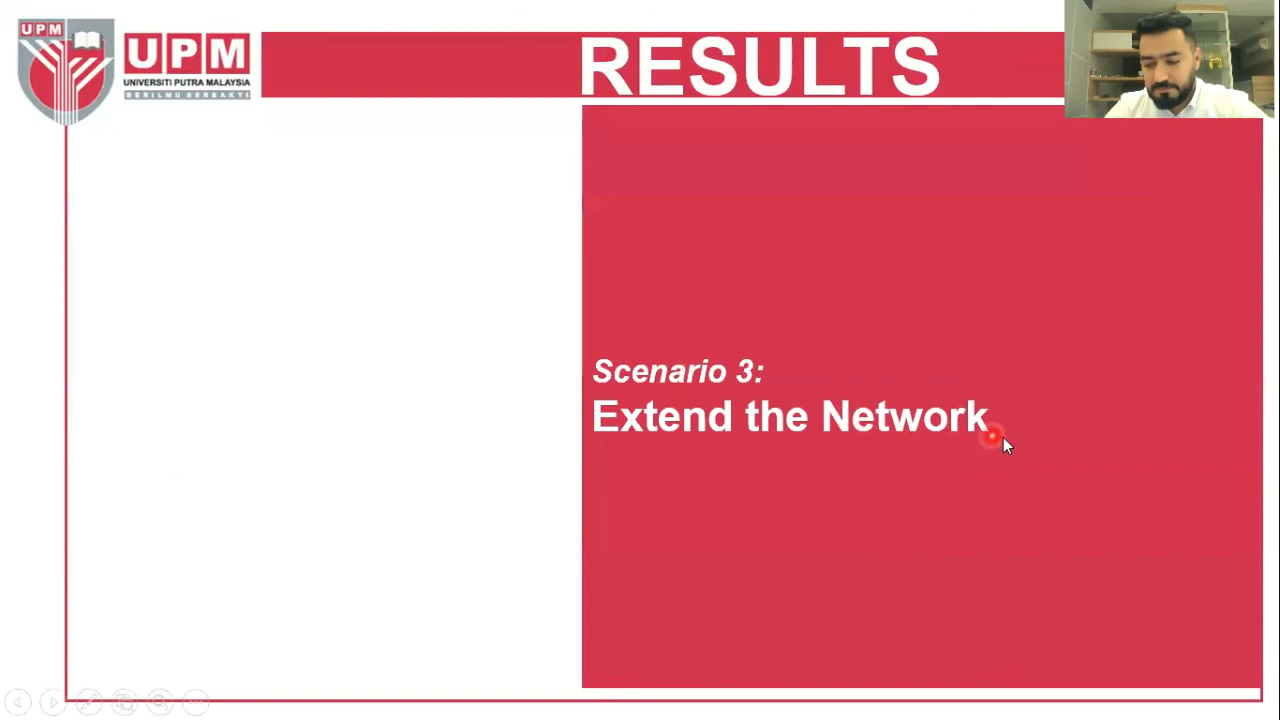 UPM
UPM
UNIVERSITI PUTRA MALAYSIA
BERILMU BERBAKTI
RESULTS
Scenario 3:
Extend the Network